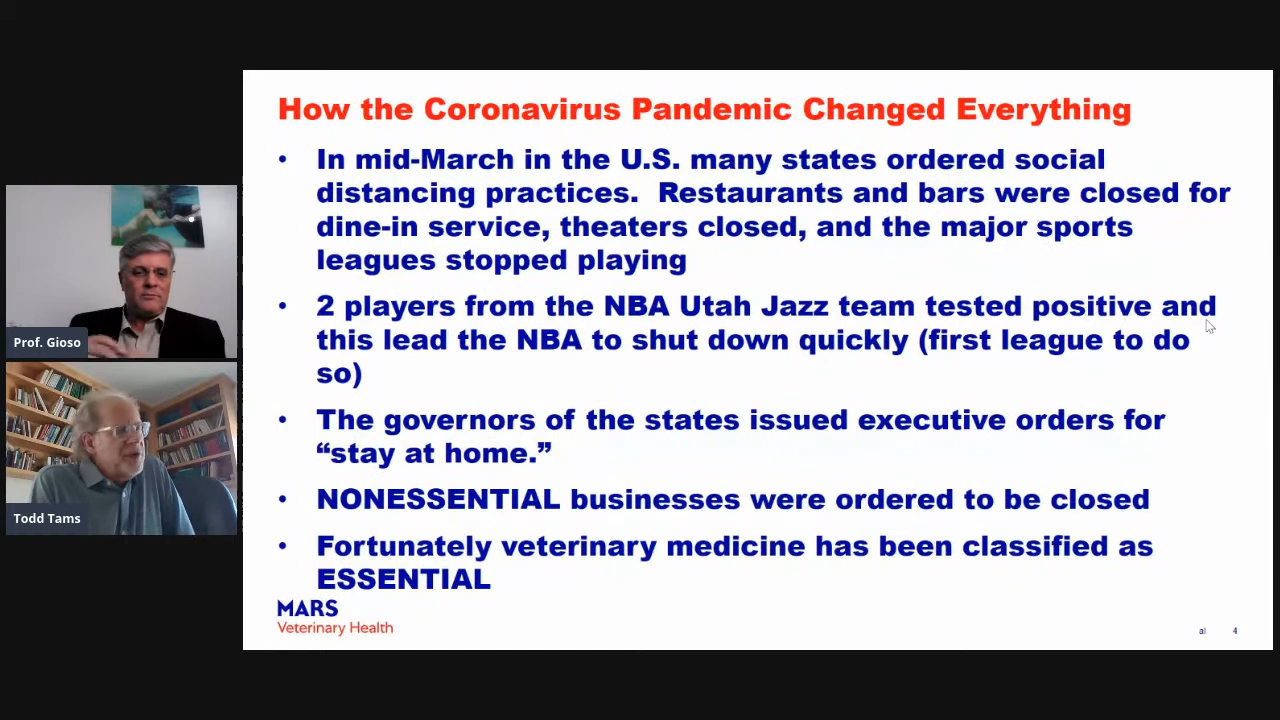 How the Coronavirus Pandemic Changed Everything
• In mid-March in the U.S. many states ordered social
distancing practices.  Restaurants and bars were closed for
dine-in service, theaters closed, and the major sports
leagues stopped playing
• 2 players from the NBA Utah Jazz team tested positive and
this lead the NBA to shut down quickly (first league to do
so)
• The governors of the states issued executive orders for
“stay at home.”
• NONESSENTIAL businesses were ordered to be closed
• Fortunately veterinary medicine has been classified as
ESSENTIAL
MARS
Veterinary Health
al 4
Prof. Gioso
Todd Tams